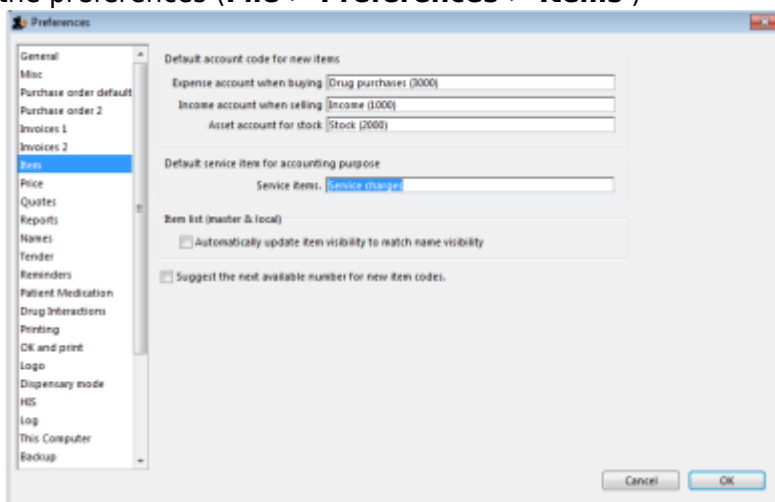 the preferences (File > Preferences > Items )
Preferences
General
Misc
Purchase order default
Purchase order 2
Invoices 1
Invoices 2
Item
Price
Quotes
Reports
Names
Tender
Reminders
Patient Medication
Drug Interactions
Printing
OK and print
Logo
Dispensary mode
HIS
Log
This Computer
Backup
Default account code for new items
Expense account when buying Drug purchases (3000)
Income account when selling Income (1000)
Asset account for stock Stock (2000)
Default service item for accounting purpose
Service items. Service charges
Item list (master & local)
Automatically update item visibility to match name visibility
Suggest the next available number for new item codes.
Cancel OK